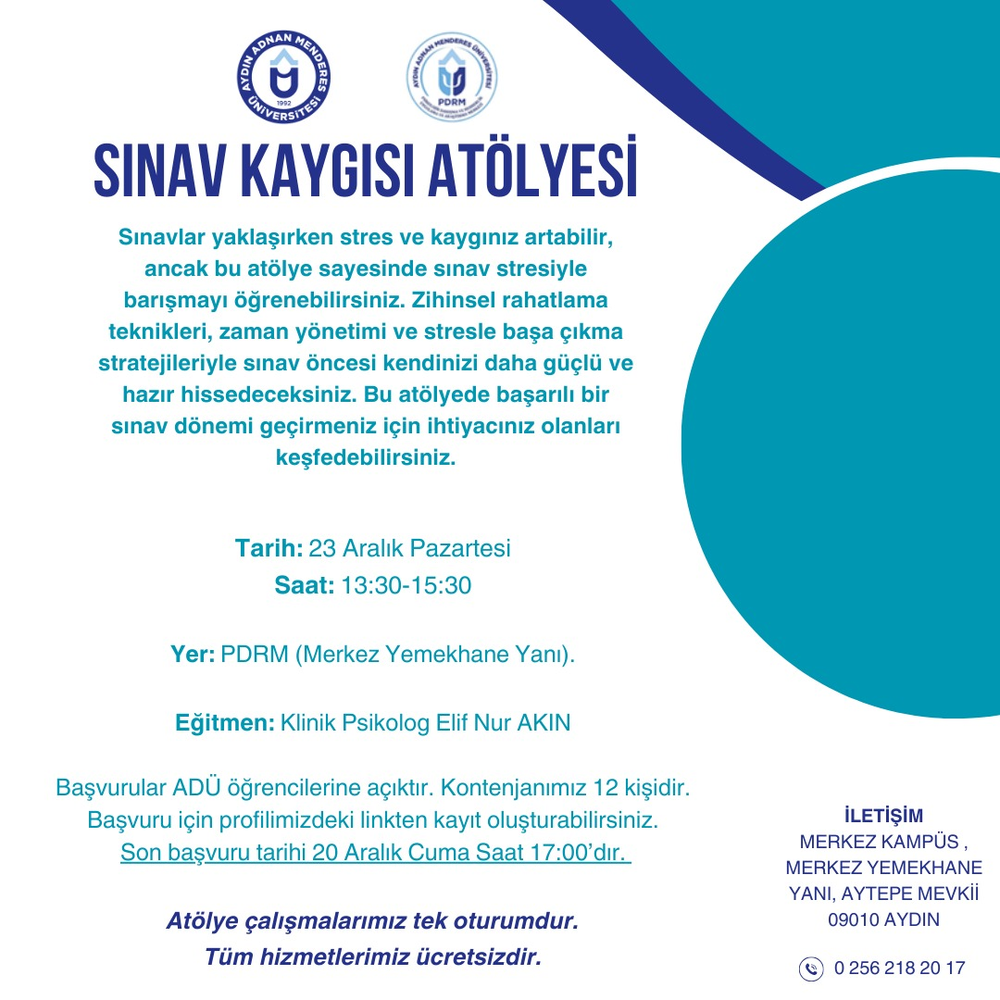 AYDIN ADNAN MENDERES ÜNİVERSİTESİ
1992
AYDIN ADNAN MENDERES ÜNİVERSİTESİ
PDRM
SINAV KAYGISI ATÖLYESİ
Sınavlar yaklaşırken stres ve kaygınız artabilir,
ancak bu atölye sayesinde sınav stresiyle
barışmayı öğrenebilirsiniz. Zihinsel rahatlama
teknikleri, zaman yönetimi ve stresle başa çıkma
stratejileriyle sınav öncesi kendinizi daha güçlü ve
hazır hissedeceksiniz. Bu atölyede başarılı bir
sınav dönemi geçirmeniz için ihtiyacınız olanları
keşfedebilirsiniz.
Tarih: 23 Aralık Pazartesi
Saat: 13:30-15:30
Yer: PDRM (Merkez Yemekhane Yanı).
Eğitmen: Klinik Psikolog Elif Nur AKIN
Başvurular ADÜ öğrencilerine açıktır. Kontenjanımız 12 kişidir.
Başvuru için profilimizdeki linkten kayıt oluşturabilirsiniz.
Son başvuru tarihi 20 Aralık Cuma Saat 17:00’dır.
Atölye çalışmalarımız tek oturumdur.
Tüm hizmetlerimiz ücretsizdir.
İLETİŞİM
MERKEZ KAMPÜS ,
MERKEZ YEMEKHANE
YANI, AYTEPE MEVKİİ
09010 AYDIN
0 256 218 20 17